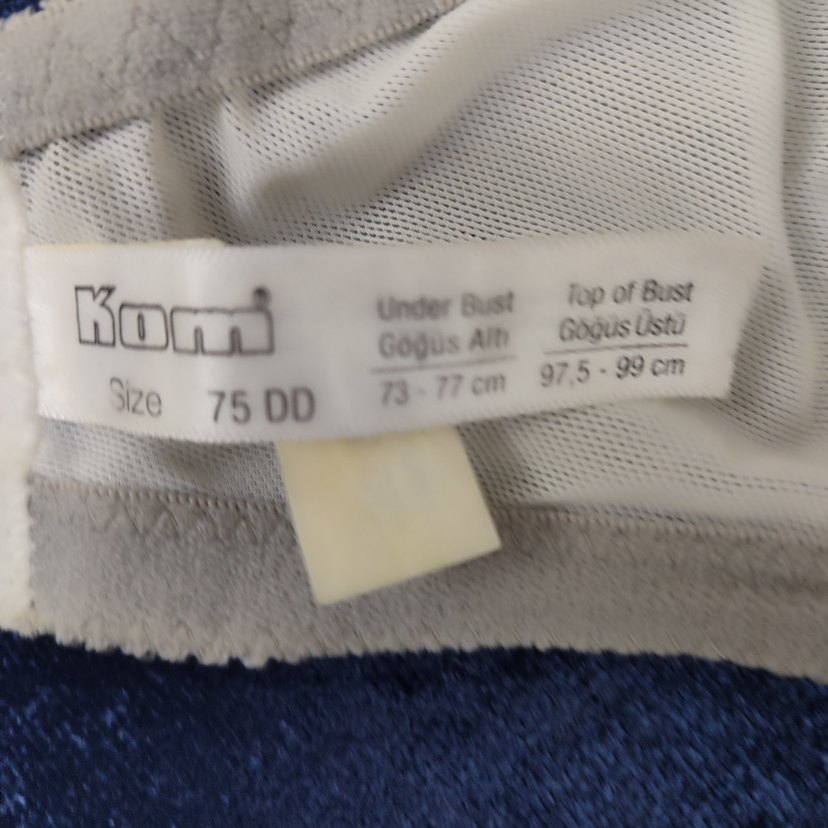 Komi
Size 75 DD
Under Bust
Göğüs Altı
73 - 77 cm
Top of Bust
Göğüs Üstü
97,5 - 99 cm